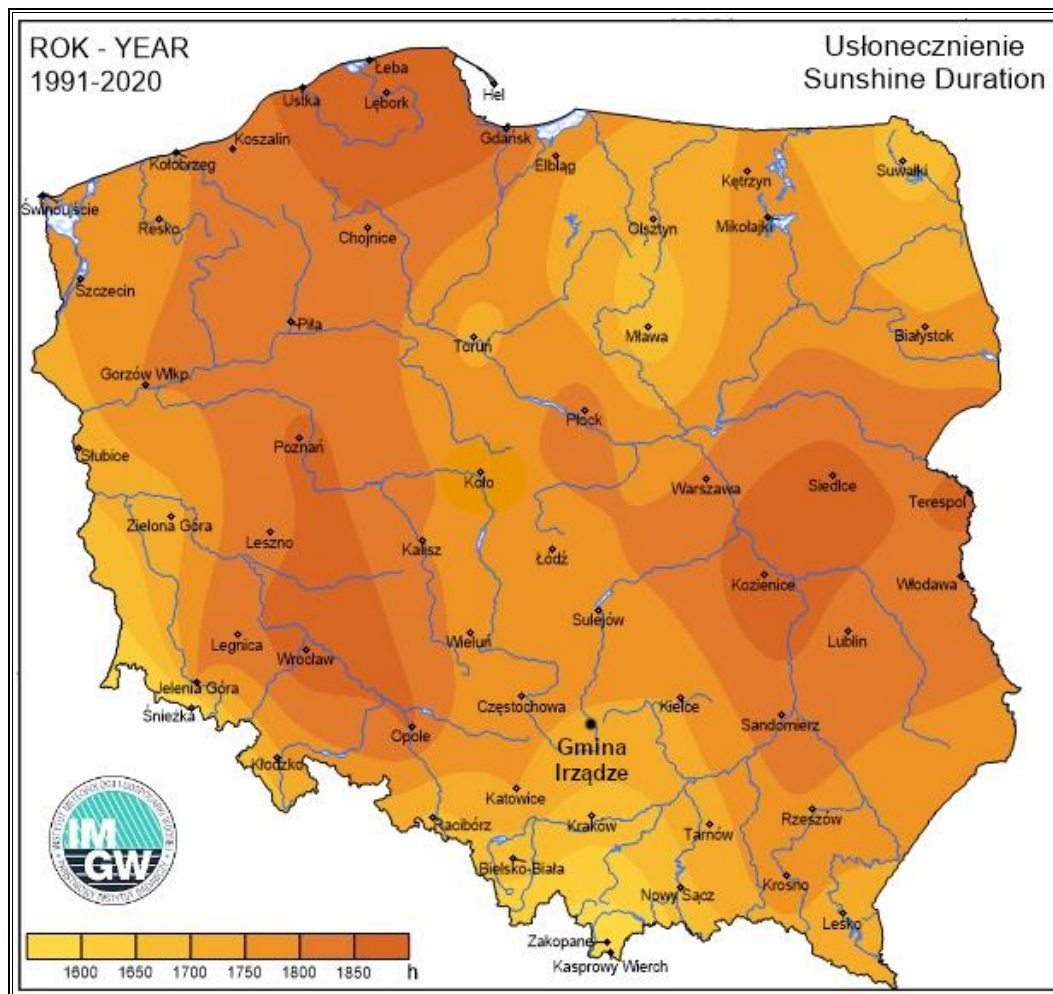 ROK - YEAR
1991-2020
Usłonecznienie
Sunshine Duration
Łeba
Ustka
Lębork
Hel
Koszalin
Gdańsk
Kołobrzeg
Elbląg
Suwałki
Kętrzyn
Świnoujście
Resko
Chojnice
Olsztyn
Mikołajki
Szczecin
Piła
Toruń
Mława
Białystok
Gorzów Wlkp.
Płock
Poznań
Słubice
Koło
Warszawa
Siedlce
Terespol
Zielona Góra
Leszno
Kalisz
Łódź
Kozienice
Włodawa
Sulejów
Legnica
Wrocław
Wieluń
Lublin
Jelenia Góra
Śnieżka
Częstochowa
Kielce
Sandomierz
Opole
Gmina
Irządze
Kłodzko
Katowice
Racibórz
Kraków
Tarnów
Rzeszów
Bielsko-Biała
Nowy Sącz
Krosno
Lesko
Zakopane
Kasprowy Wierch
IM
GW
1600 1650 1700 1750 1800 1850 h